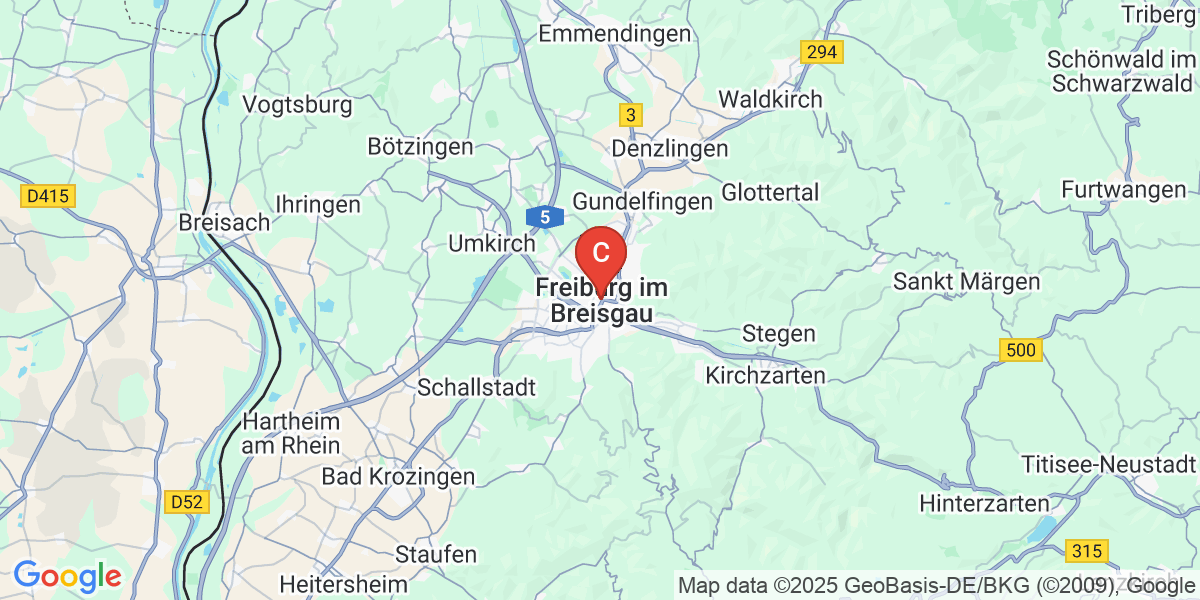 Triberg
Emmendingen
294
Schönwald im
Schwarzwald
Vogtsburg
Waldkirch
3
Bötzingen
Denzlingen
D415
Ihringen
Gundelfingen
Glottertal
Furtwangen
Breisach
5
Umkirch
C
Sankt Märgen
Freiburg im
Breisgau
Stegen
500
Kirchzarten
Schallstadt
Hartheim
am Rhein
Titisee-Neustadt
Bad Krozingen
D52
Hinterzarten
Staufen
315
Google
Heitersheim
Map data ©2025 GeoBasis-DE/BKG (©2009), Google